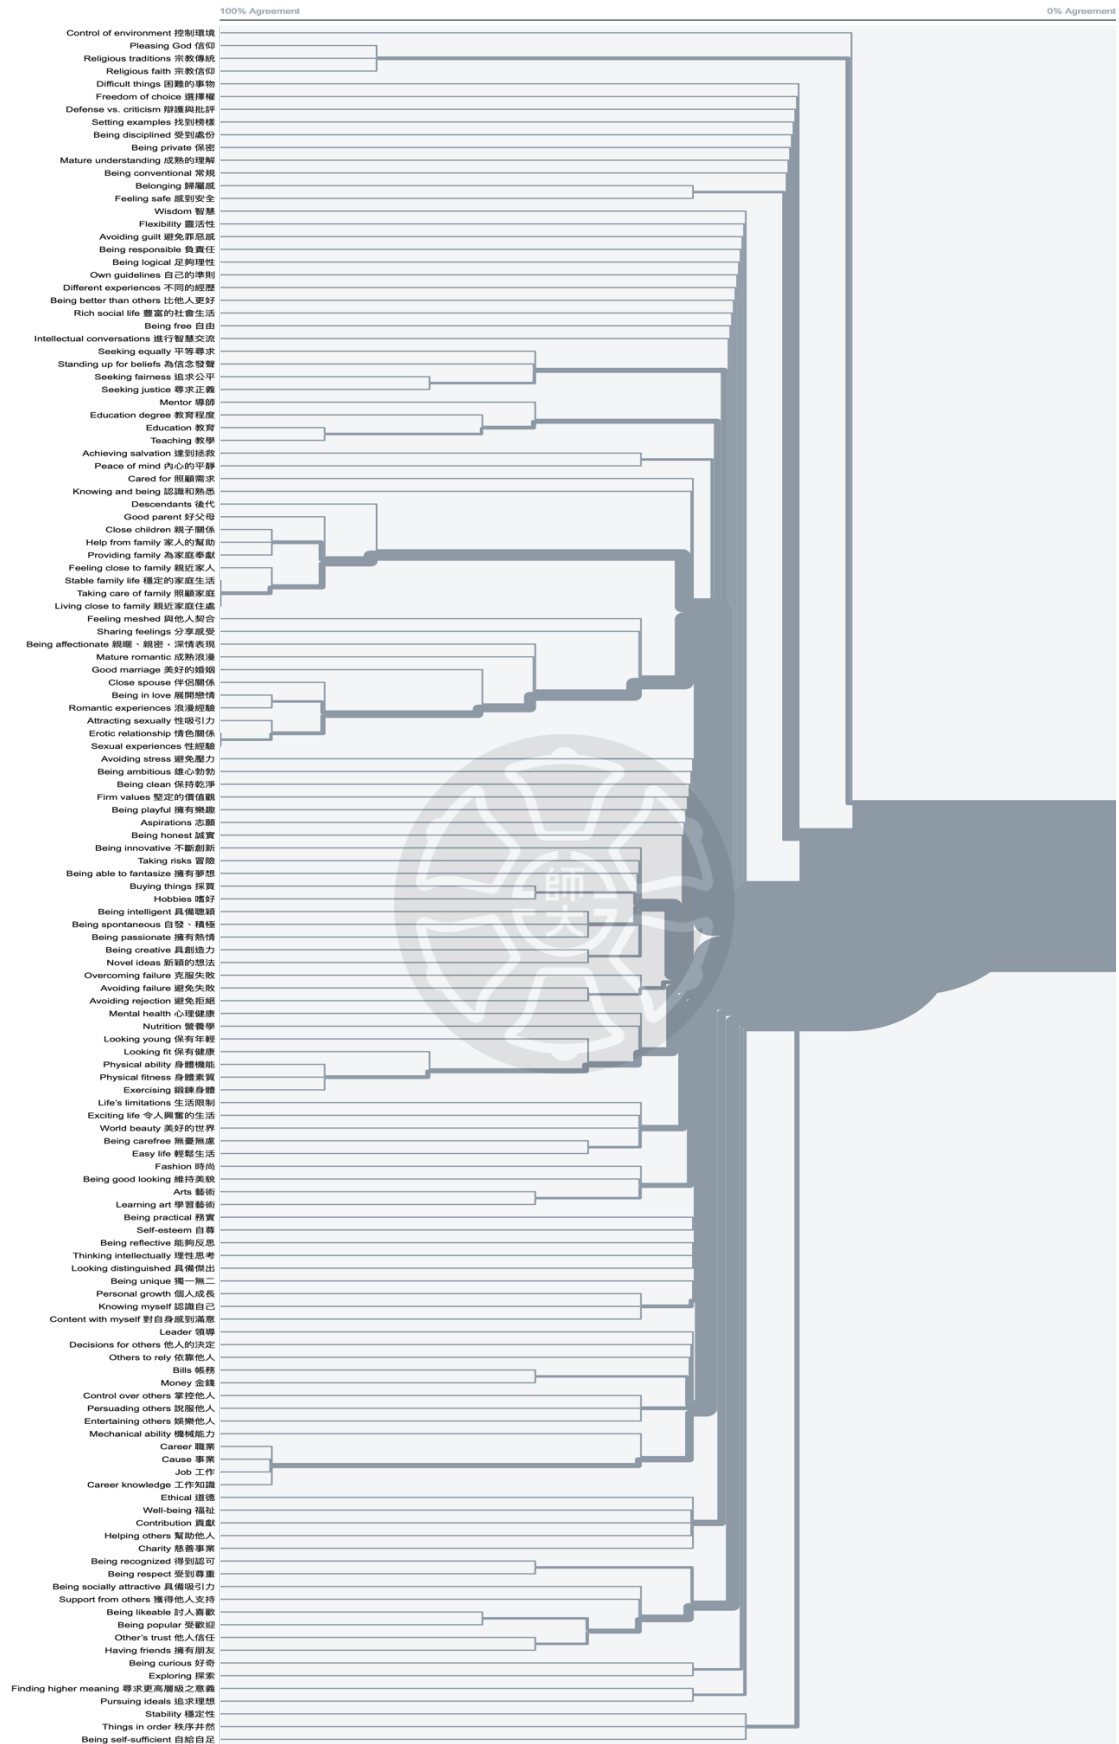 100% Agreement 0% Agreement
Control of environment 控制環境
Pleasing God 信仰
Religious traditions 宗教傳統
Religious faith 宗教信仰
Difficult things 困難的事物
Freedom of choice 選擇權
Defense vs. criticism 辯護與批評
Setting examples 找到榜樣
Being disciplined 受到處份
Being private 保密
Mature understanding 成熟的理解
Being conventional 常規
Belonging 歸屬感
Feeling safe 感到安全
Wisdom 智慧
Flexibility 靈活性
Avoiding guilt 避免罪惡感
Being responsible 負責任
Being logical 足夠理性
Own guidelines 自己的準則
Different experiences 不同的經歷
Being better than others 比他人更好
Rich social life 豐富的社會生活
Being free 自由
Intellectual conversations 進行智慧交流
Seeking equally 平等尋求
Standing up for beliefs 為信念發聲
Seeking fairness 追求公平
Seeking justice 尋求正義
Mentor 導師
Education degree 教育程度
Education 教育
Teaching 教學
Achieving salvation 達到拯救
Peace of mind 內心的平靜
Cared for 照顧需求
Knowing and being 認識和熟悉
Descendants 後代
Good parent 好父母
Close children 親子關係
Help from family 家人的幫助
Providing family 為家庭奉獻
Feeling close to family 親近家人
Stable family life 穩定的家庭生活
Taking care of family 照顧家庭
Living close to family 親近家庭住處
Feeling meshed 與他人契合
Sharing feelings 分享感受
Being affectionate 親暱、親密、深情表現
Mature romantic 成熟浪漫
Good marriage 美好的婚姻
Close spouse 伴侶關係
Being in love 展開戀情
Romantic experiences 浪漫經驗
Attracting sexually 性吸引力
Erotic relationship 情色關係
Sexual experiences 性經驗
Avoiding stress 避免壓力
Being ambitious 雄心勃勃
Being clean 保持乾淨
Firm values 堅定的價值觀
Being playful 擁有樂趣
Aspirations 志願
Being honest 誠實
Being innovative 不斷創新
Taking risks 冒險
Being able to fantasize 擁有夢想
Buying things 採買
Hobbies 嗜好
Being intelligent 具備聰穎
Being spontaneous 自發、積極
Being passionate 擁有熱情
Being creative 具創造力
Novel ideas 新穎的想法
Overcoming failure 克服失敗
Avoiding failure 避免失敗
Avoiding rejection 避免拒絕
Mental health 心理健康
Nutrition 營養學
Looking young 保有年輕
Looking fit 保有健康
Physical ability 身體機能
Physical fitness 身體素質
Exercising 鍛鍊身體
Life's limitations 生活限制
Exciting life 令人興奮的生活
World beauty 美好的世界
Being carefree 無憂無慮
Easy life 輕鬆生活
Fashion 時尚
Being good looking 維持美貌
Arts 藝術
Learning art 學習藝術
Being practical 務實
Self-esteem 自尊
Being reflective 能夠反思
Thinking intellectually 理性思考
Looking distinguished 具備傑出
Being unique 獨一無二
Personal growth 個人成長
Knowing myself 認識自己
Content with myself 對自身感到滿意
Leader 領導
Decisions for others 他人的決定
Others to rely 依靠他人
Bills 帳務
Money 金錢
Control over others 掌控他人
Persuading others 說服他人
Entertaining others 娛樂他人
Mechanical ability 機械能力
Career 職業
Cause 事業
Job 工作
Career knowledge 工作知識
Ethical 道德
Well-being 福祉
Contribution 貢獻
Helping others 幫助他人
Charity 慈善事業
Being recognized 得到認可
Being respect 受到尊重
Being socially attractive 具備吸引力
Support from others 獲得他人支持
Being likeable 討人喜歡
Being popular 受歡迎
Other's trust 他人信任
Having friends 擁有朋友
Being curious 好奇
Exploring 探索
Finding higher meaning 尋求更高層級之意義
Pursuing ideals 追求理想
Stability 穩定性
Things in order 秩序井然
Being self-sufficient 自給自足
師大